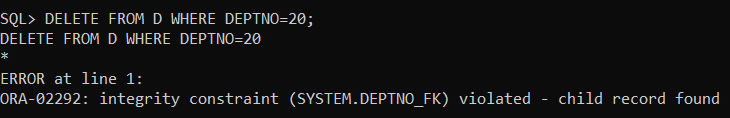 SQL> DELETE FROM D WHERE DEPTNO=20;
DELETE FROM D WHERE DEPTNO=20
*
ERROR at line 1:
ORA-02292: integrity constraint (SYSTEM.DEPTNO_FK) violated - child record found